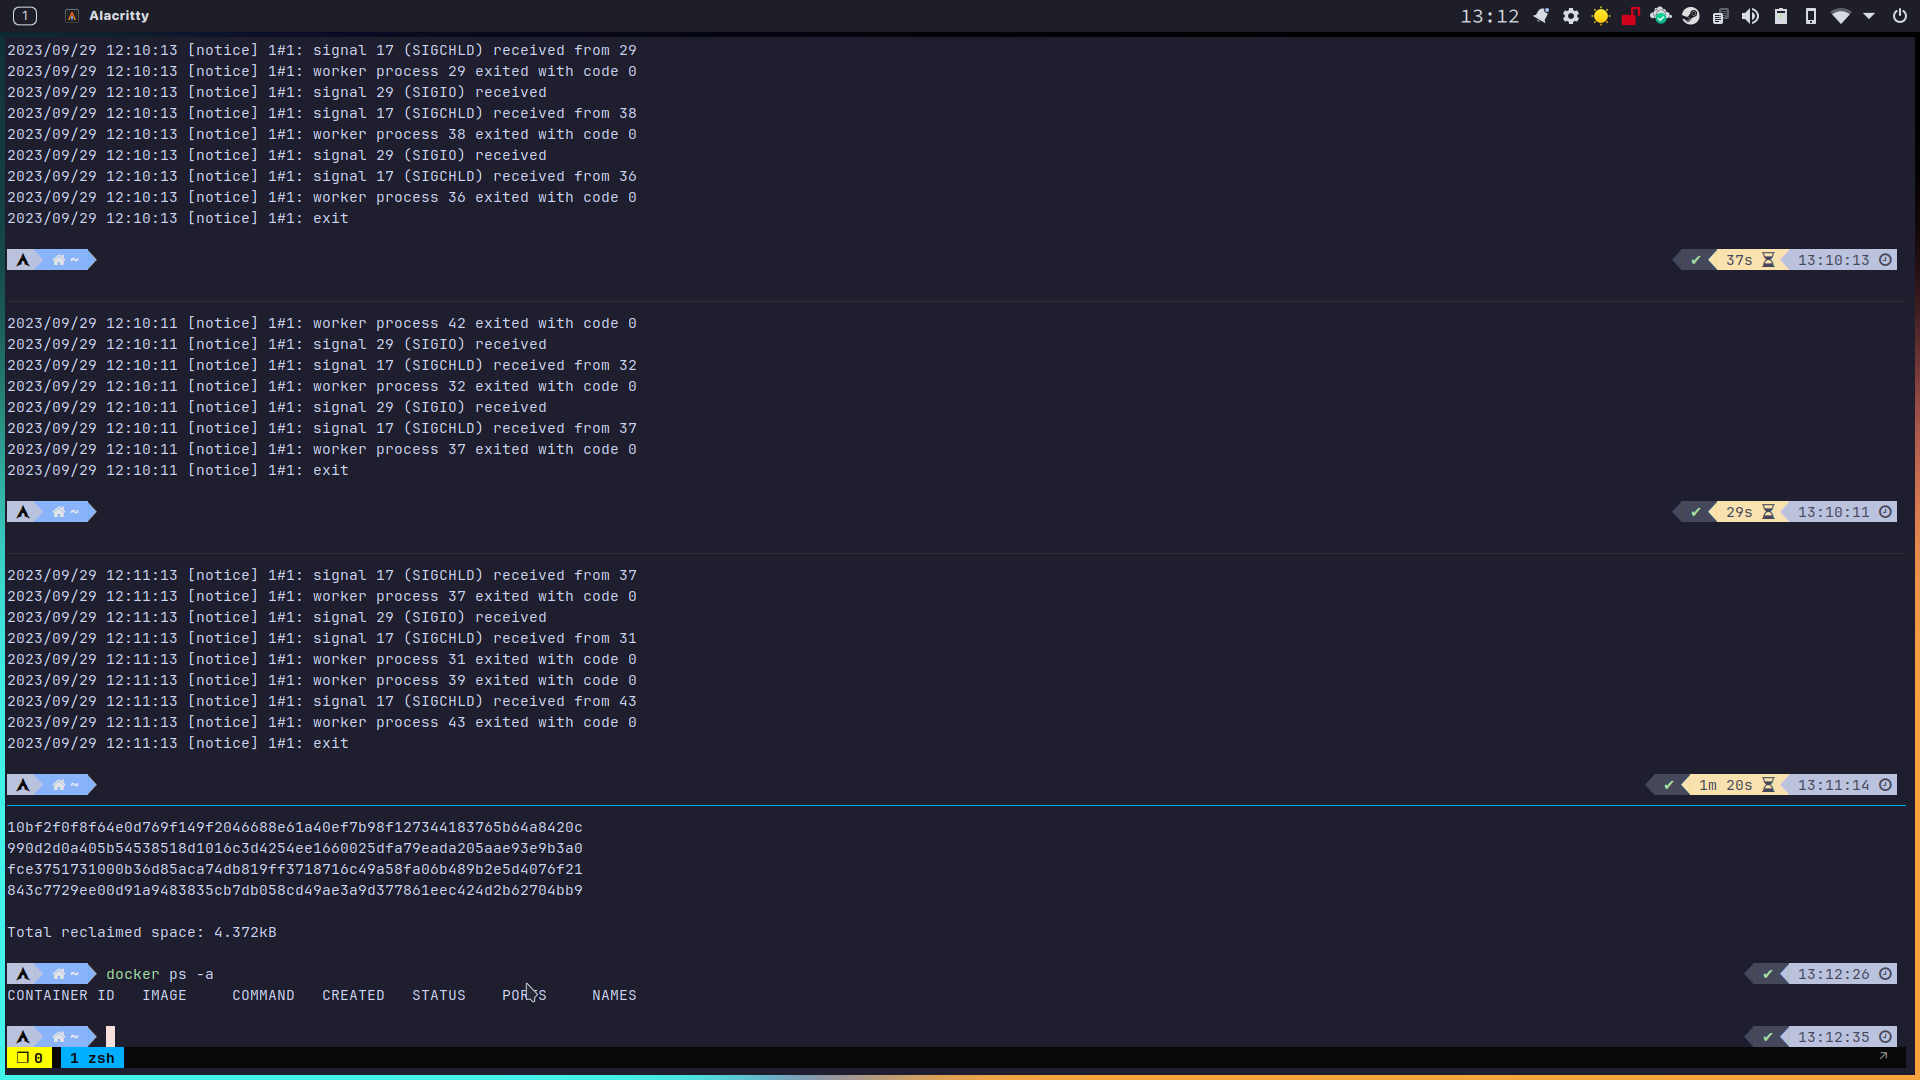 1 Alacritty 13:12
2023/09/29 12:10:13 [notice] 1#1: signal 17 (SIGCHLD) received from 29
2023/09/29 12:10:13 [notice] 1#1: worker process 29 exited with code 0
2023/09/29 12:10:13 [notice] 1#1: signal 29 (SIGIO) received
2023/09/29 12:10:13 [notice] 1#1: signal 17 (SIGCHLD) received from 38
2023/09/29 12:10:13 [notice] 1#1: worker process 38 exited with code 0
2023/09/29 12:10:13 [notice] 1#1: signal 29 (SIGIO) received
2023/09/29 12:10:13 [notice] 1#1: signal 17 (SIGCHLD) received from 36
2023/09/29 12:10:13 [notice] 1#1: worker process 36 exited with code 0
2023/09/29 12:10:13 [notice] 1#1: exit
~ ✔ 37s 13:10:13
2023/09/29 12:10:11 [notice] 1#1: worker process 42 exited with code 0
2023/09/29 12:10:11 [notice] 1#1: signal 29 (SIGIO) received
2023/09/29 12:10:11 [notice] 1#1: signal 17 (SIGCHLD) received from 32
2023/09/29 12:10:11 [notice] 1#1: worker process 32 exited with code 0
2023/09/29 12:10:11 [notice] 1#1: signal 29 (SIGIO) received
2023/09/29 12:10:11 [notice] 1#1: signal 17 (SIGCHLD) received from 37
2023/09/29 12:10:11 [notice] 1#1: worker process 37 exited with code 0
2023/09/29 12:10:11 [notice] 1#1: exit
~ ✔ 29s 13:10:11
2023/09/29 12:11:13 [notice] 1#1: signal 17 (SIGCHLD) received from 37
2023/09/29 12:11:13 [notice] 1#1: worker process 37 exited with code 0
2023/09/29 12:11:13 [notice] 1#1: signal 29 (SIGIO) received
2023/09/29 12:11:13 [notice] 1#1: signal 17 (SIGCHLD) received from 31
2023/09/29 12:11:13 [notice] 1#1: worker process 31 exited with code 0
2023/09/29 12:11:13 [notice] 1#1: worker process 39 exited with code 0
2023/09/29 12:11:13 [notice] 1#1: signal 17 (SIGCHLD) received from 43
2023/09/29 12:11:13 [notice] 1#1: worker process 43 exited with code 0
2023/09/29 12:11:13 [notice] 1#1: exit
~ ✔ 1m 20s 13:11:14
10bf2f0f8f64e0d769f149f2046688e61a40ef7b98f127344183765b64a8420c
990d2d0a405b54538518d1016c3d4254ee1660025dfa79eada205aae93e9b3a0
fce3751731000b36d85aca74db819ff3718716c49a58fa06b489b2e5d4076f21
843c7729ee00d91a9483835cb7db058cd49ae3a9d377861eec424d2b62704bb9
Total reclaimed space: 4.372kB
~ docker ps -a ✔ 13:12:26
CONTAINER ID IMAGE COMMAND CREATED STATUS PORTS NAMES
~ ✔ 13:12:35
0 1 zsh